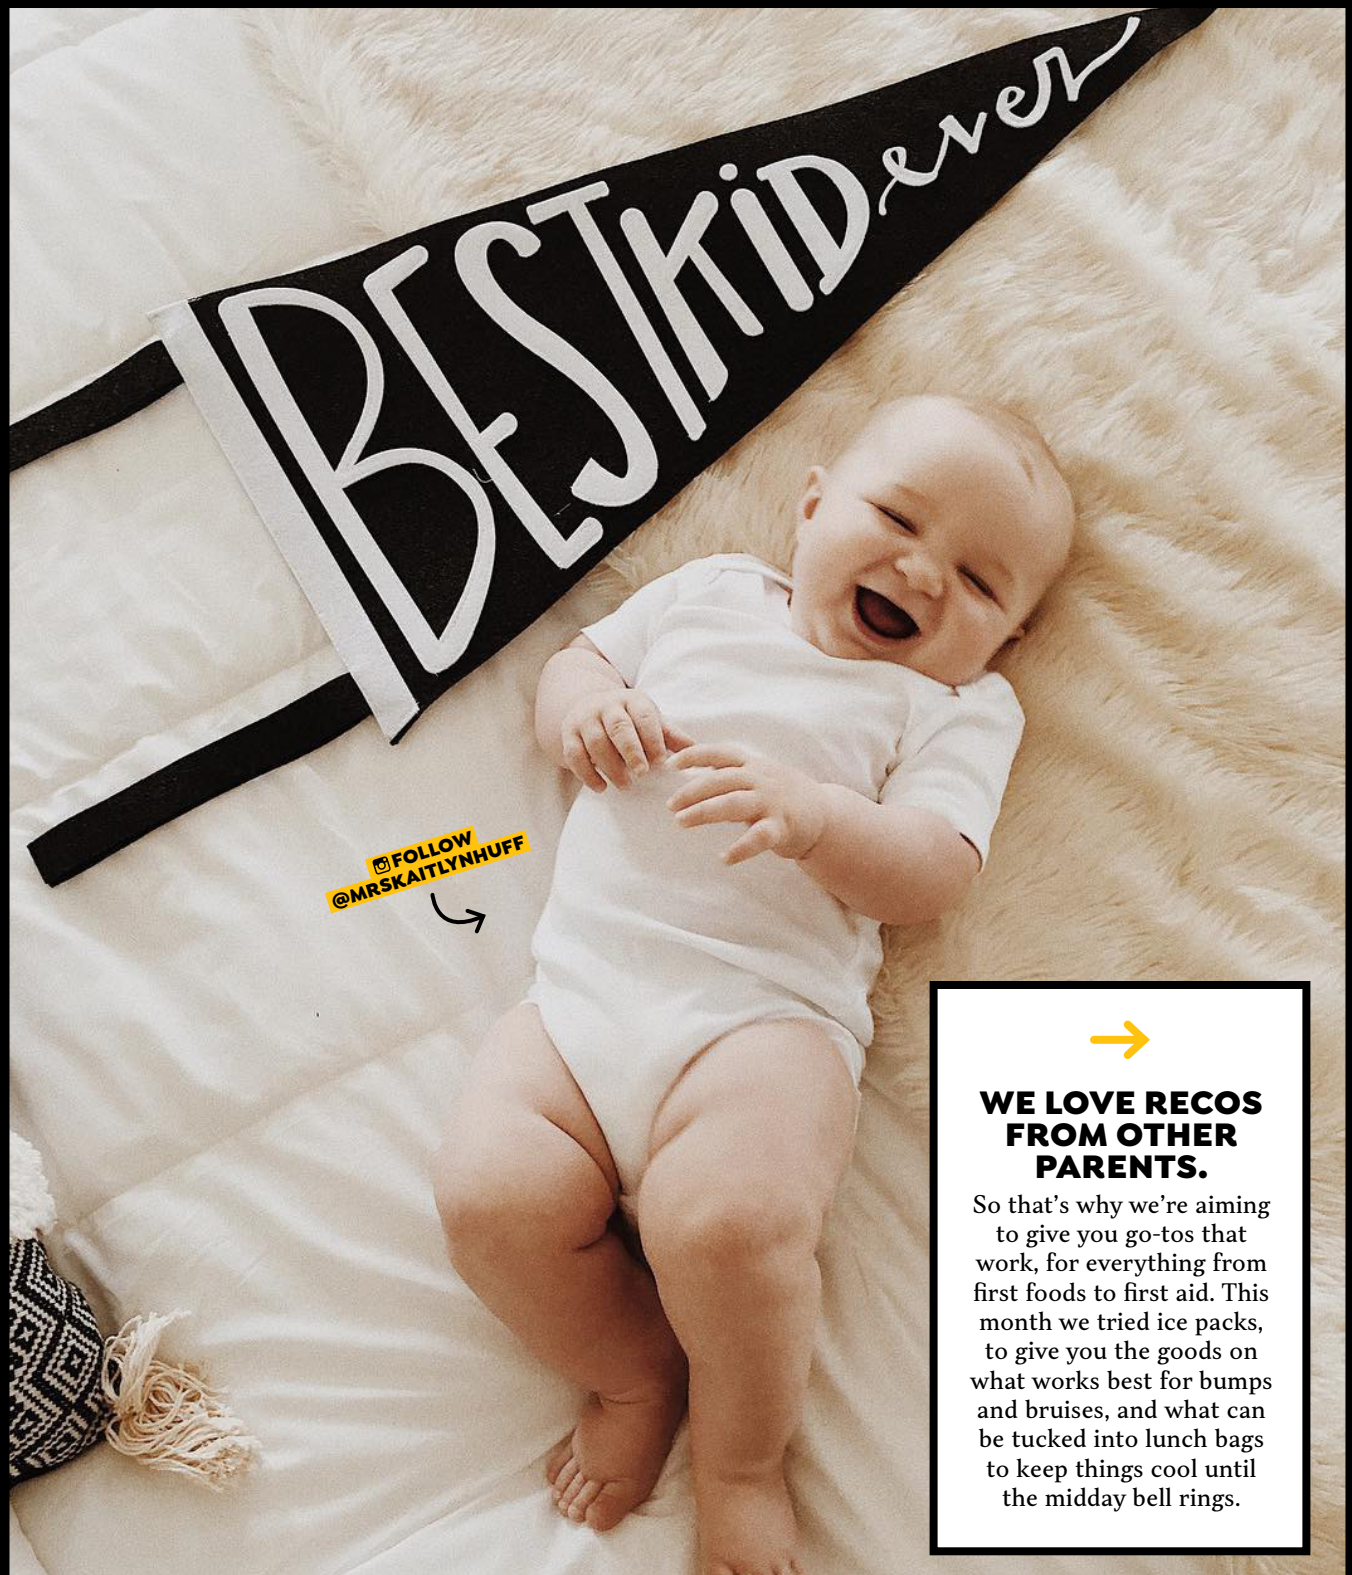 BEST KiD ever
FOLLOW
@MRSKAITLYNHUFF
WE LOVE RECOS
FROM OTHER
PARENTS.
So that’s why we’re aiming
to give you go-tos that
work, for everything from
first foods to first aid. This
month we tried ice packs,
to give you the goods on
what works best for bumps
and bruises, and what can
be tucked into lunch bags
to keep things cool until
the midday bell rings.